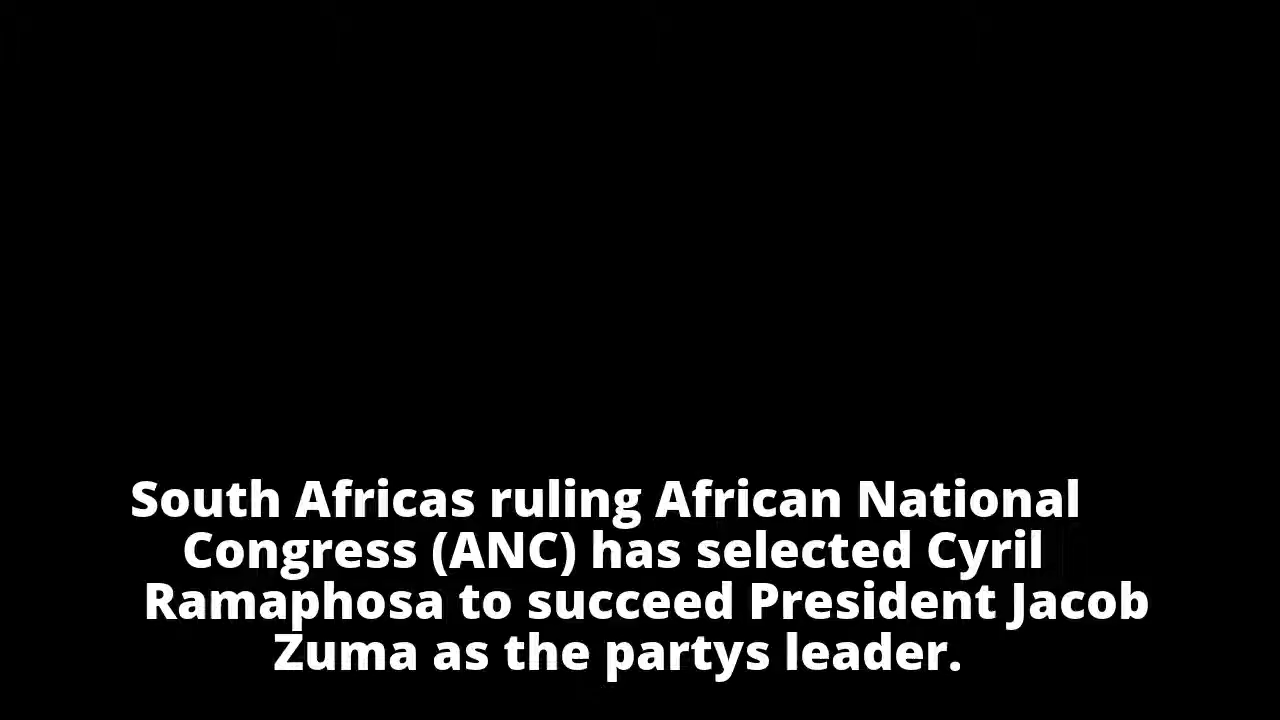 South Africas ruling African National
Congress (ANC) has selected Cyril
Ramaphosa to succeed President Jacob
Zuma as the partys leader.